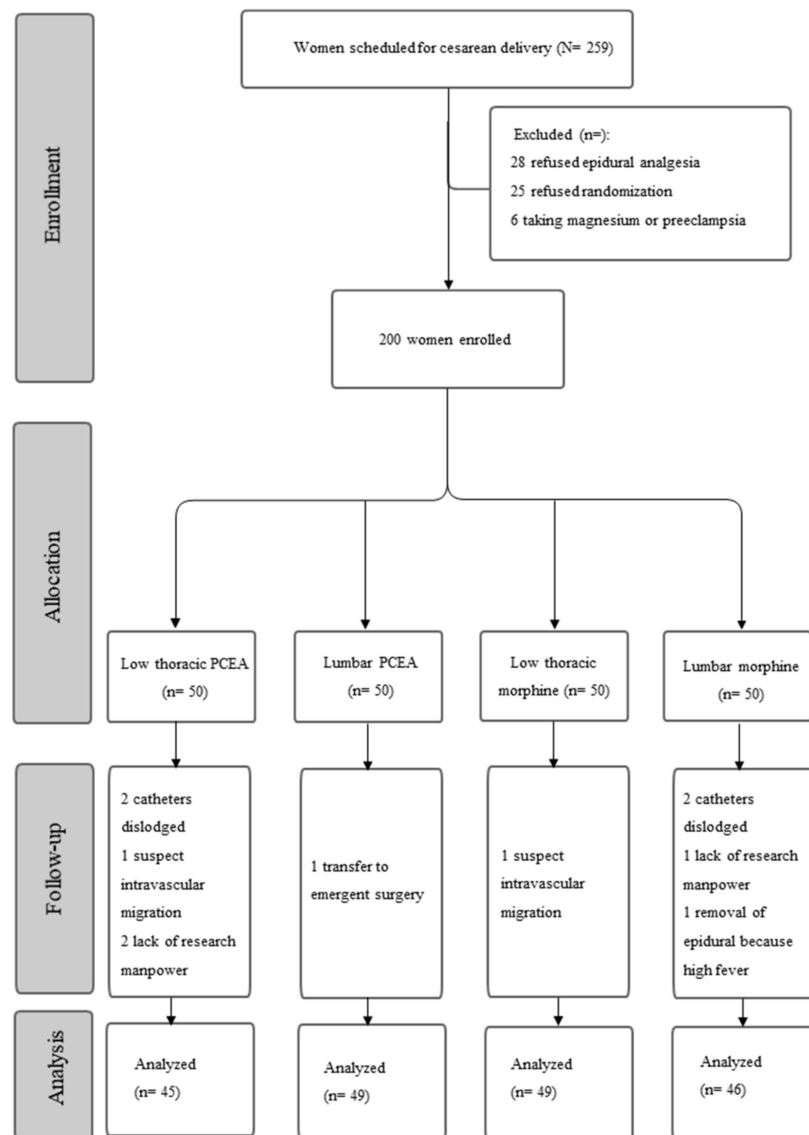 Enrollment
Women scheduled for cesarean delivery (N= 259)
Excluded (n=):
28 refused epidural analgesia
25 refused randomization
6 taking magnesium or preeclampsia
200 women enrolled
Allocation
Low thoracic PCEA
(n= 50)
Lumbar PCEA
(n= 50)
Low thoracic
morphine (n= 50)
Lumbar morphine
(n= 50)
Follow-up
2 catheters
dislodged
1 suspect
intravascular
migration
2 lack of research
manpower
1 transfer to
emergent surgery
1 suspect
intravascular
migration
2 catheters
dislodged
1 lack of research
manpower
1 removal of
epidural because
high fever
Analysis
Analyzed
(n= 45)
Analyzed
(n= 49)
Analyzed
(n= 49)
Analyzed
(n= 46)